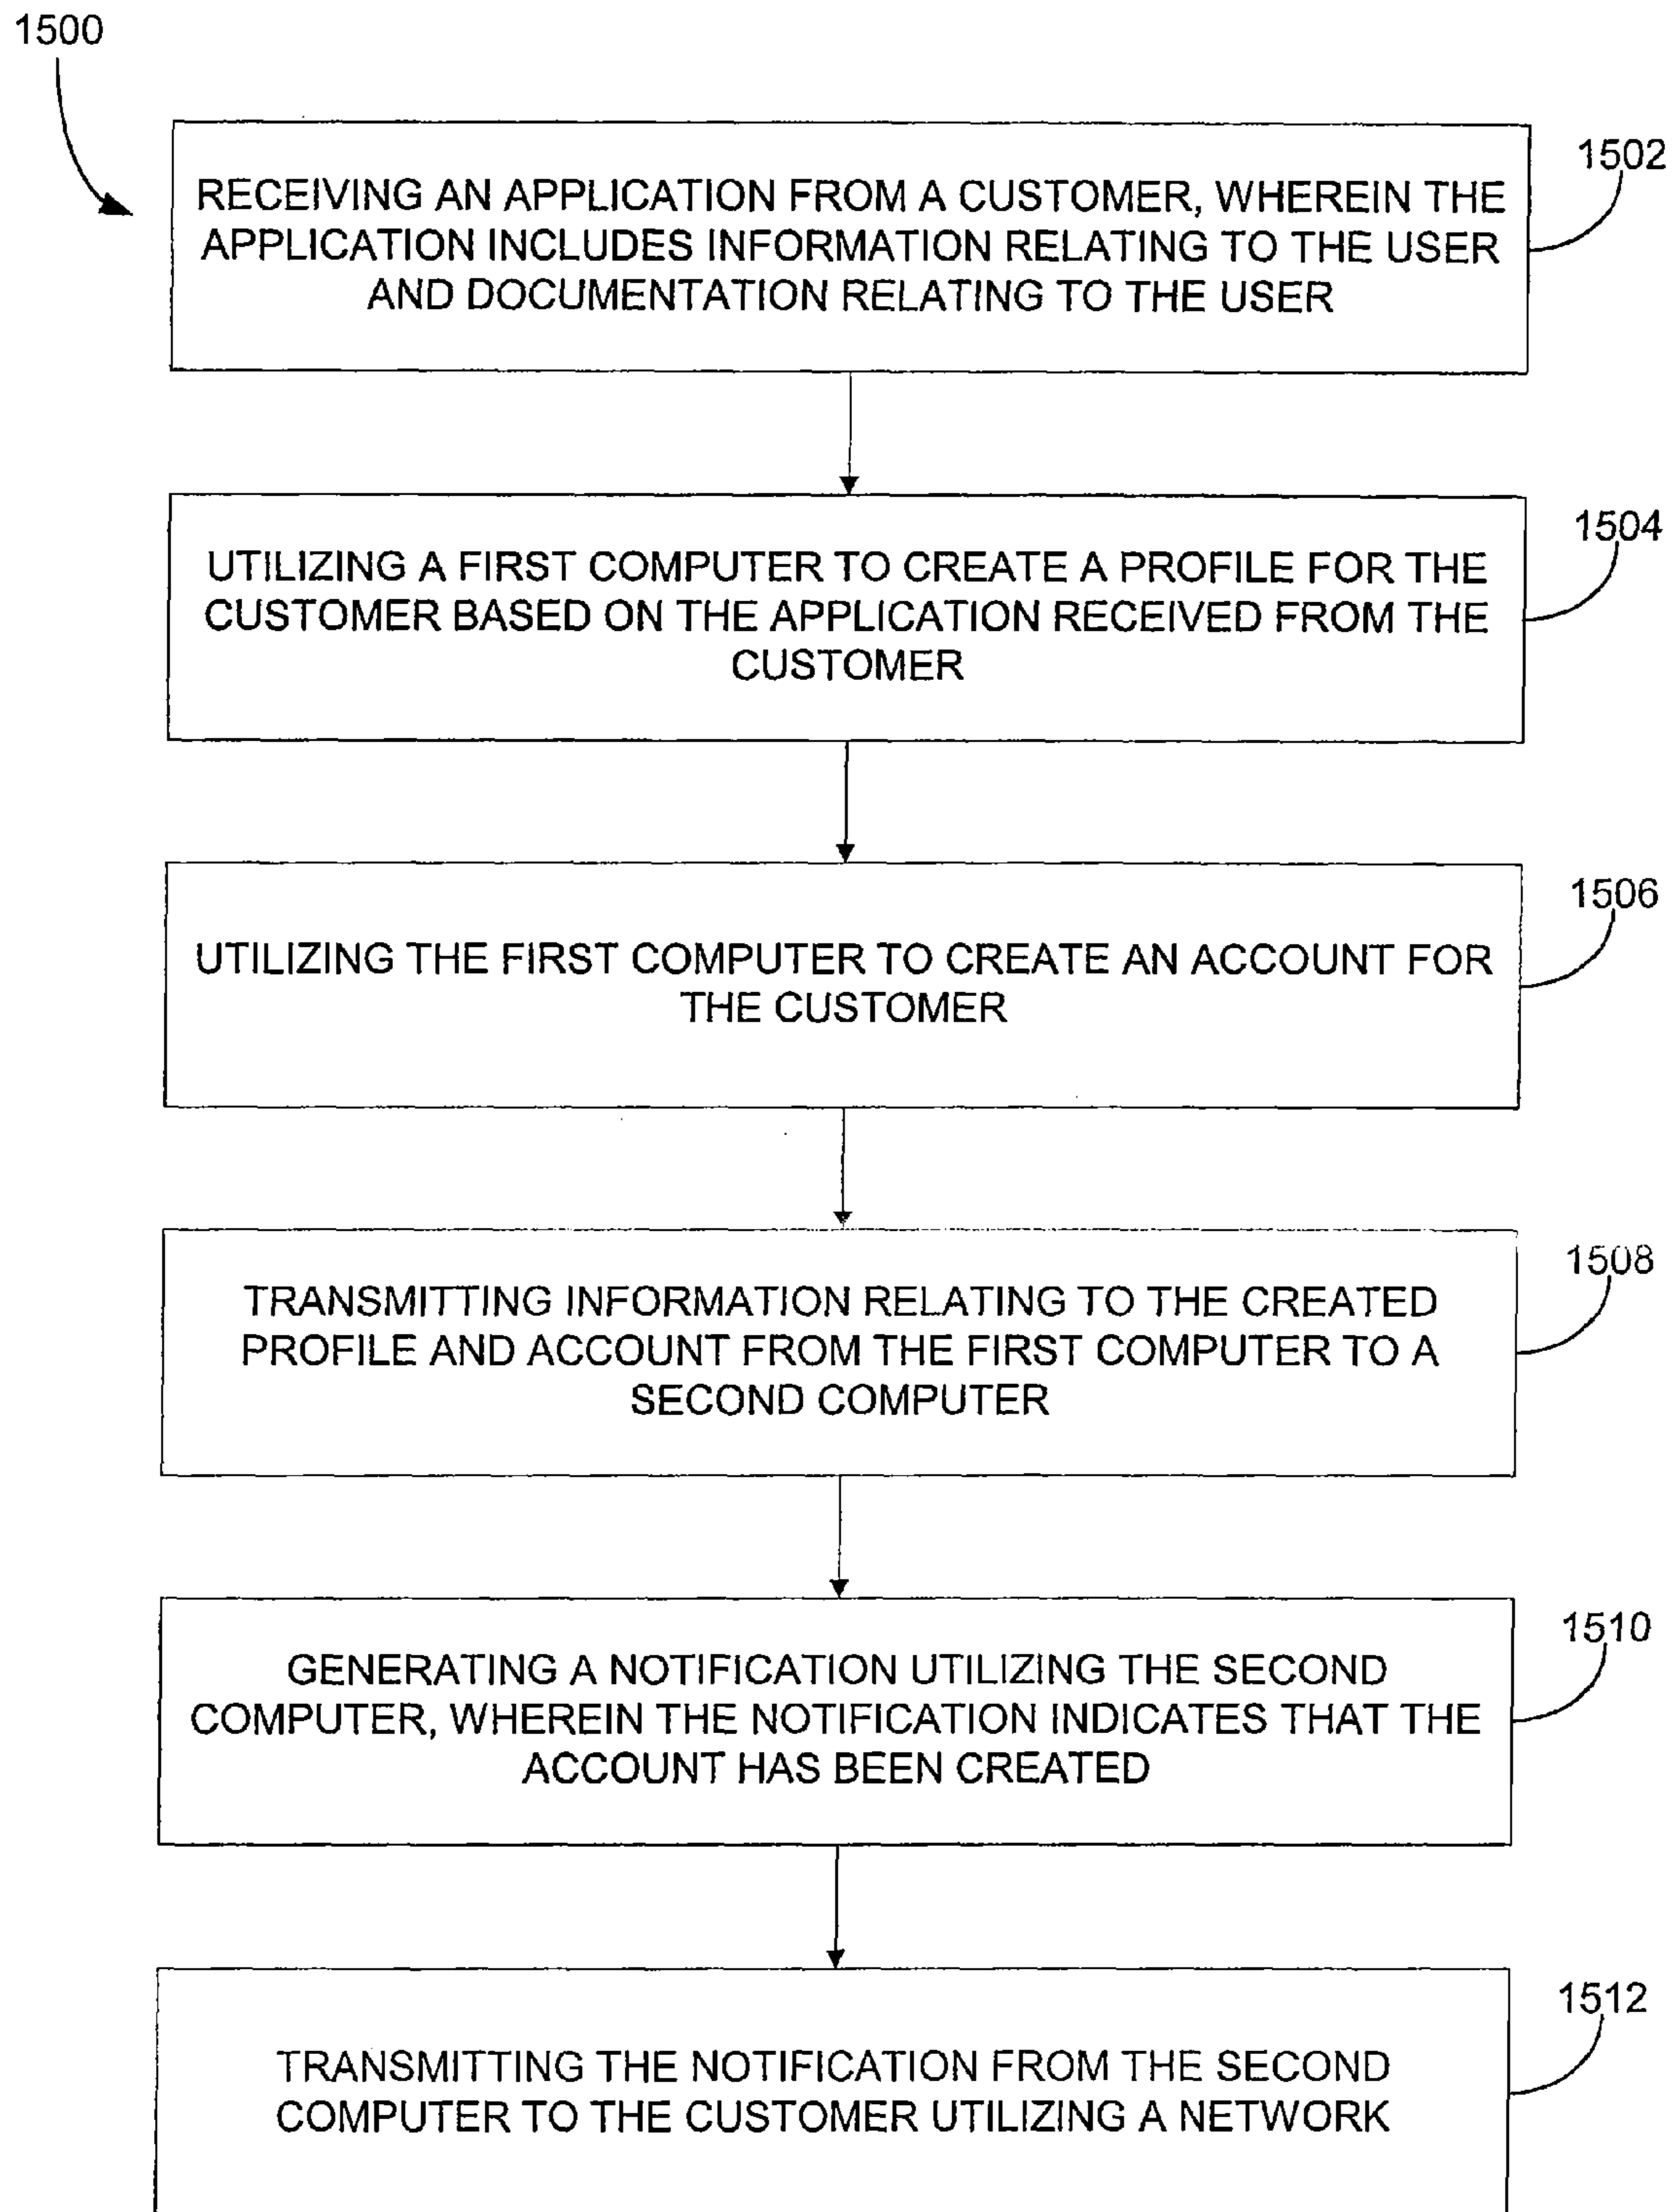 1500
1502
RECEIVING AN APPLICATION FROM A CUSTOMER, WHEREIN THE
APPLICATION INCLUDES INFORMATION RELATING TO THE USER
AND DOCUMENTATION RELATING TO THE USER
1504
UTILIZING A FIRST COMPUTER TO CREATE A PROFILE FOR THE
CUSTOMER BASED ON THE APPLICATION RECEIVED FROM THE
CUSTOMER
1506
UTILIZING THE FIRST COMPUTER TO CREATE AN ACCOUNT FOR
THE CUSTOMER
1508
TRANSMITTING INFORMATION RELATING TO THE CREATED
PROFILE AND ACCOUNT FROM THE FIRST COMPUTER TO A
SECOND COMPUTER
1510
GENERATING A NOTIFICATION UTILIZING THE SECOND
COMPUTER, WHEREIN THE NOTIFICATION INDICATES THAT THE
ACCOUNT HAS BEEN CREATED
1512
TRANSMITTING THE NOTIFICATION FROM THE SECOND
COMPUTER TO THE CUSTOMER UTILIZING A NETWORK